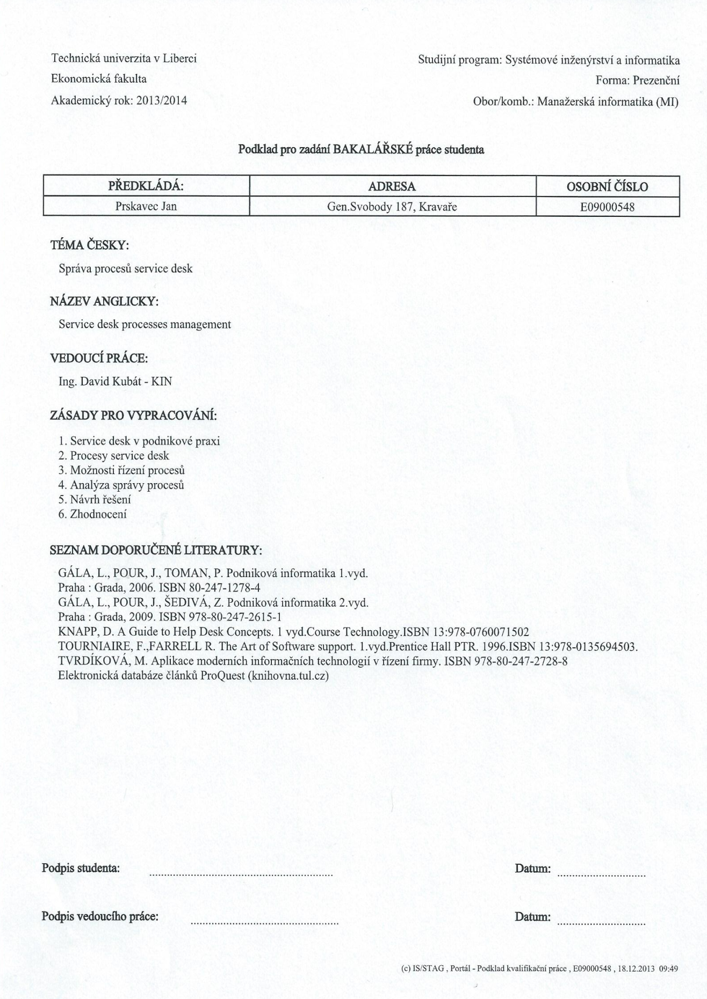 Technická univerzita v Liberci
Ekonomická fakulta
Akademický rok: 2013/2014
Studijní program: Systémové inženýrství a informatika
Forma: Prezenční
Obor/komb.: Manažerská informatika (MI)
Podklad pro zadání BAKALÁŘSKÉ práce studenta
PŘEDKLÁDÁ: ADRESA OSOBNÍ ČÍSLO
Prskavec Jan Gen.Svobody 187, Kravaře E09000548
TÉMA ČESKY:
Správa procesů service desk
NÁZEV ANGLICKY:
Service desk processes management
VEDOUCÍ PRÁCE:
Ing. David Kubát - KIN
ZÁSADY PRO VYPRACOVÁNÍ:
1. Service desk v podnikové praxi
2. Procesy service desk
3. Možnosti řízení procesů
4. Analýza správy procesů
5. Návrh řešení
6. Zhodnocení
SEZNAM DOPORUČENÉ LITERATURY:
GÁLA, L., POUR, J., TOMAN, P. Podniková informatika 1.vyd.
Praha : Grada, 2006. ISBN 80-247-1278-4
GÁLA, L., POUR, J., ŠEDIVÁ, Z. Podniková informatika 2.vyd.
Praha : Grada, 2009. ISBN 978-80-247-2615-1
KNAPP, D. A Guide to Help Desk Concepts. 1 vyd.Course Technology.ISBN 13:978-0760071502
TOURNIAIRE, F.,FARRELL R. The Art of Software support. 1.vyd.Prentice Hall PTR. 1996.ISBN 13:978-0135694503.
TVRDÍKOVÁ, M. Aplikace moderních informačních technologií v řízení firmy. ISBN 978-80-247-2728-8
Elektronická databáze článků ProQuest (knihovna.tul.cz)
Podpis studenta: Datum:
Podpis vedoucího práce: Datum:
(c) IS/STAG , Portál - Podklad kvalifikační práce , E09000548 , 18.12.2013 09:49